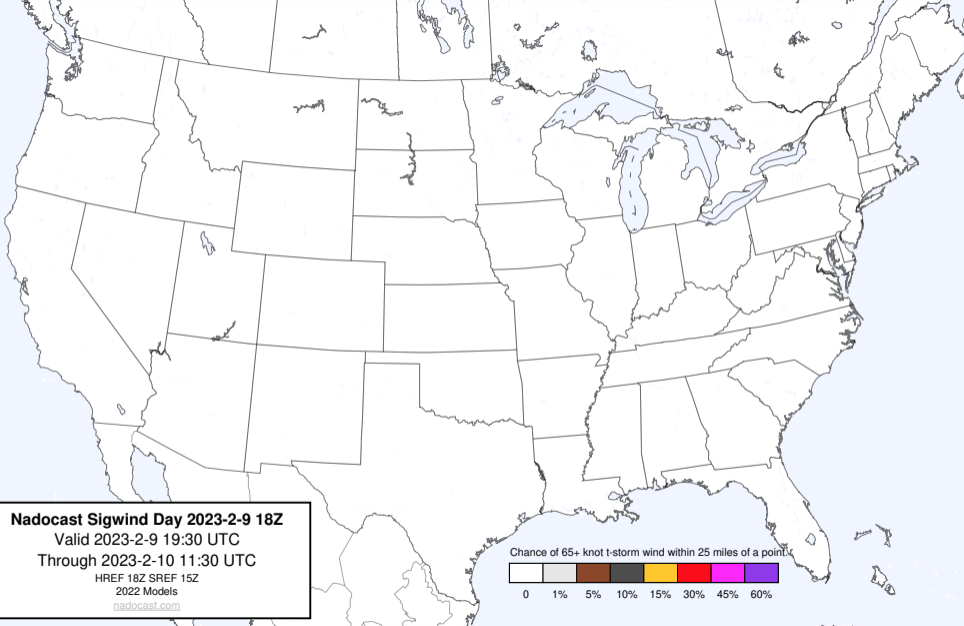 Nadocast Sigwind Day 2023-2-9 18Z
Valid 2023-2-9 19:30 UTC
Through 2023-2-10 11:30 UTC
HREF 18Z SREF 15Z
2022 Models
nadocast.com
Chance of 65+ knot t-storm wind within 25 miles of a point.
0 1% 5% 10% 15% 30% 45% 60%